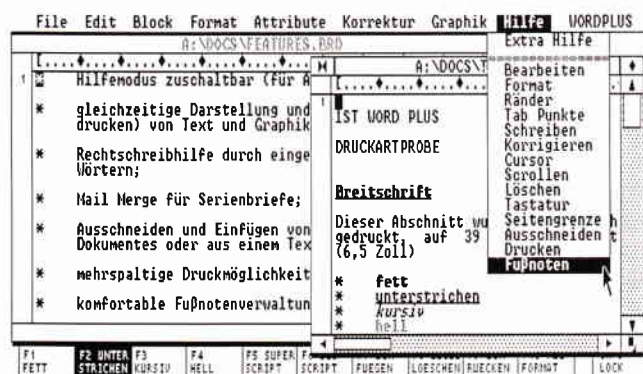 File Edit Block Format Attribute Korrektur Graphik Hilfe WORDPLUS
A:\DOCS\FEATURES.BRD
Hilfemodus zuschaltbar (für A
* gleichzeitige Darstellung und
drucken) von Text und Graphik
* Rechtschreibhilfe durch einge
Wörtern;
* Mail Merge für Serienbriefe;
* Ausschneiden und Einfügen von
Dokumentes oder aus einem Tex
* mehrspaltige Druckmöglichkeit
* komfortable Fußnotenverwaltun
A:\DOCS\T
1ST WORD PLUS
DRUCKARTPROBE
Breitschrift
Dieser Abschnitt wu
gedruckt, auf 39
(6,5 Zoll)
* fett
* unterstrichen
* kursiv
* hell
Extra Hilfe
Bearbeiten
Format
Ränder
Tab Punkte
Schreiben
Korrigieren
Cursor
Scrollen
Löschen
Tastatur
Seitengrenze
Ausschneiden
Drucken
Fußnoten
F1 FETT
F2 UNTER STRICHEN
F3 KURSIV
F4 HELL
F5 SUPER SCRIPT
SCRIPT
FUEGEN
LOESCHEN
RUECKEN
FORMAT
LOCK